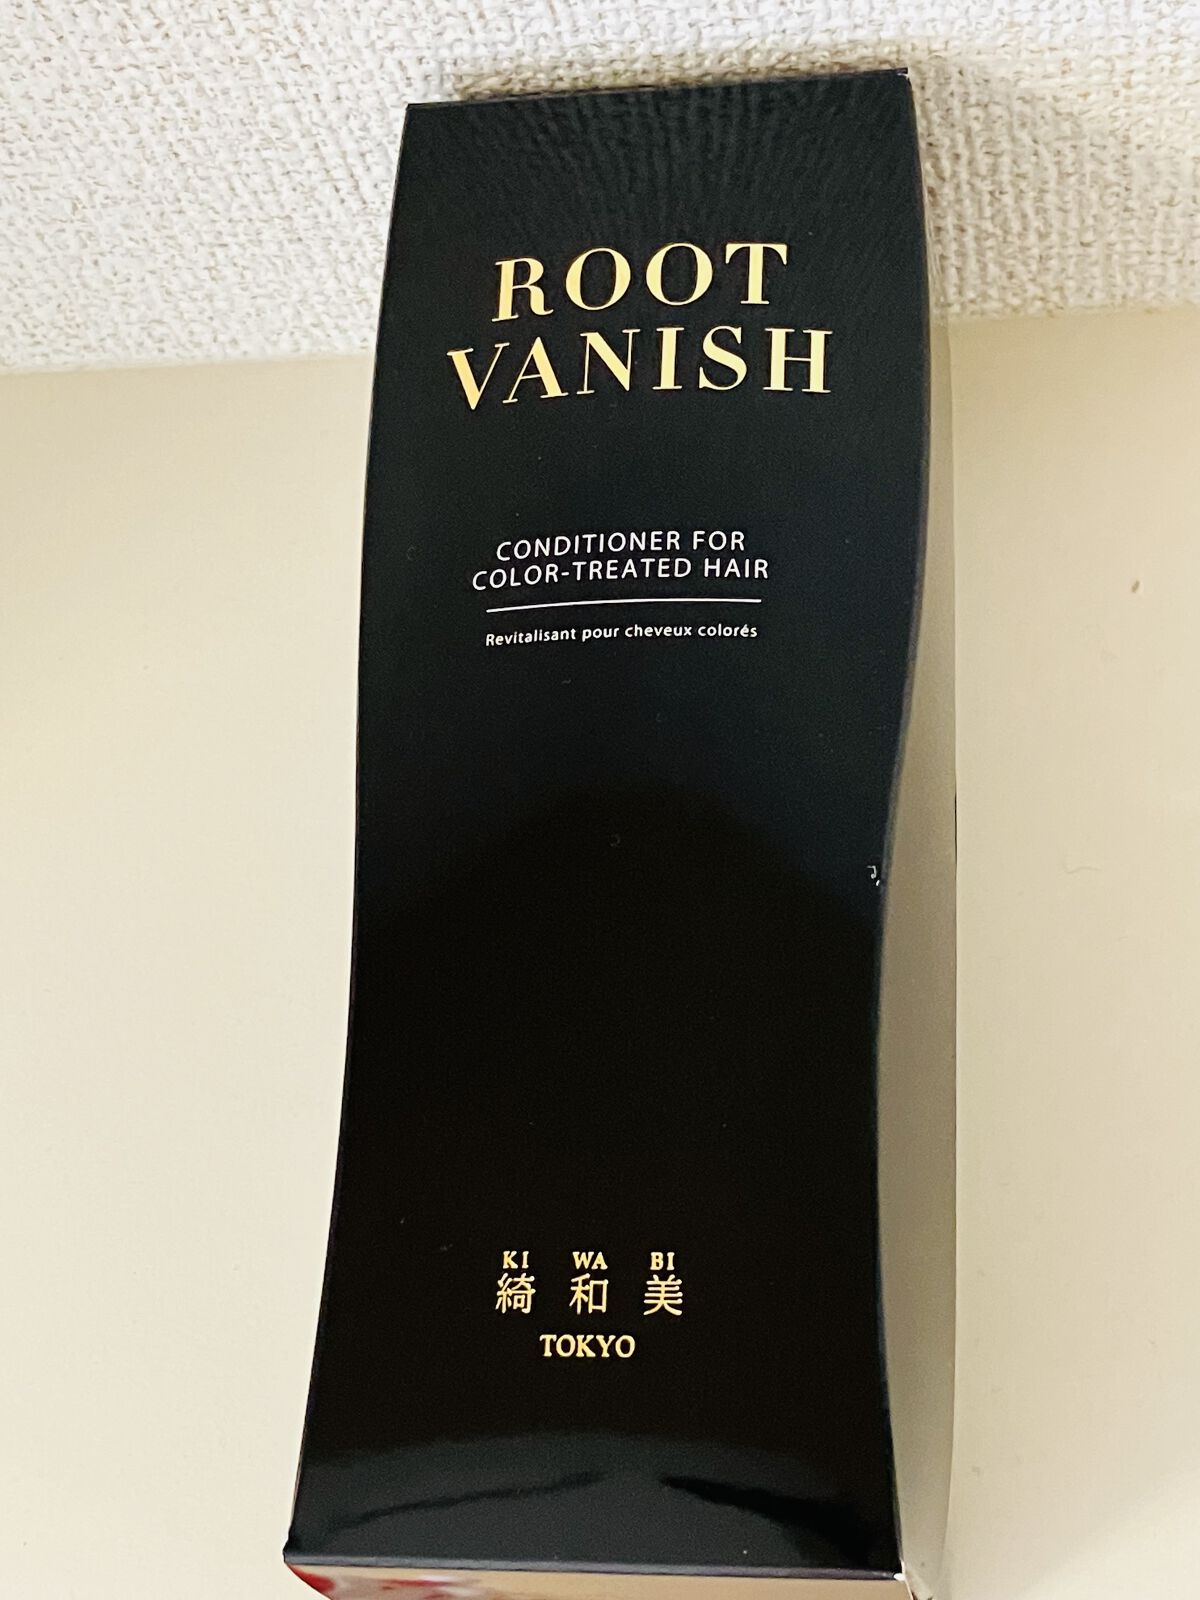 ROOT
VANISH
CONDITIONER FOR
COLOR-TREATED HAIR
Revitalisant pour cheveux colorés
KI WA BI
綺和美
TOKYO